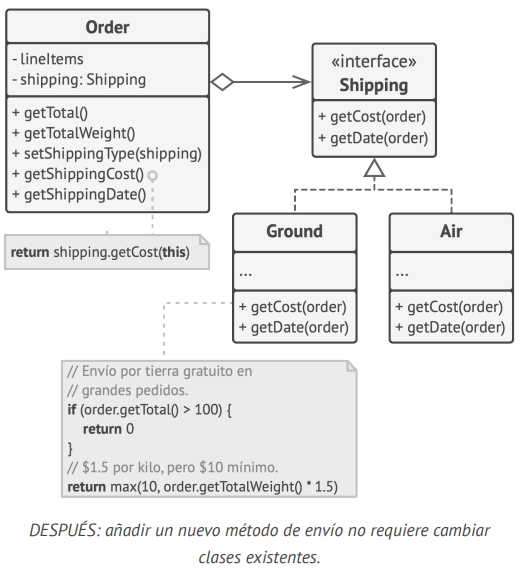 Order
- lineItems
- shipping: Shipping
+ getTotal()
+ getTotalWeight()
+ setShippingType(shipping)
+ getShippingCost()
+ getShippingDate()
return shipping.getCost(this)
«interface»
Shipping
+ getCost(order)
+ getDate(order)
Ground
...
+ getCost(order)
+ getDate(order)
Air
...
+ getCost(order)
+ getDate(order)
// Envío por tierra gratuito en
// grandes pedidos.
if (order.getTotal() > 100) {
return 0
}
// $1.5 por kilo, pero $10 mínimo.
return max(10, order.getTotalWeight() * 1.5)
DESPUÉS: añadir un nuevo método de envío no requiere cambiar
clases existentes.